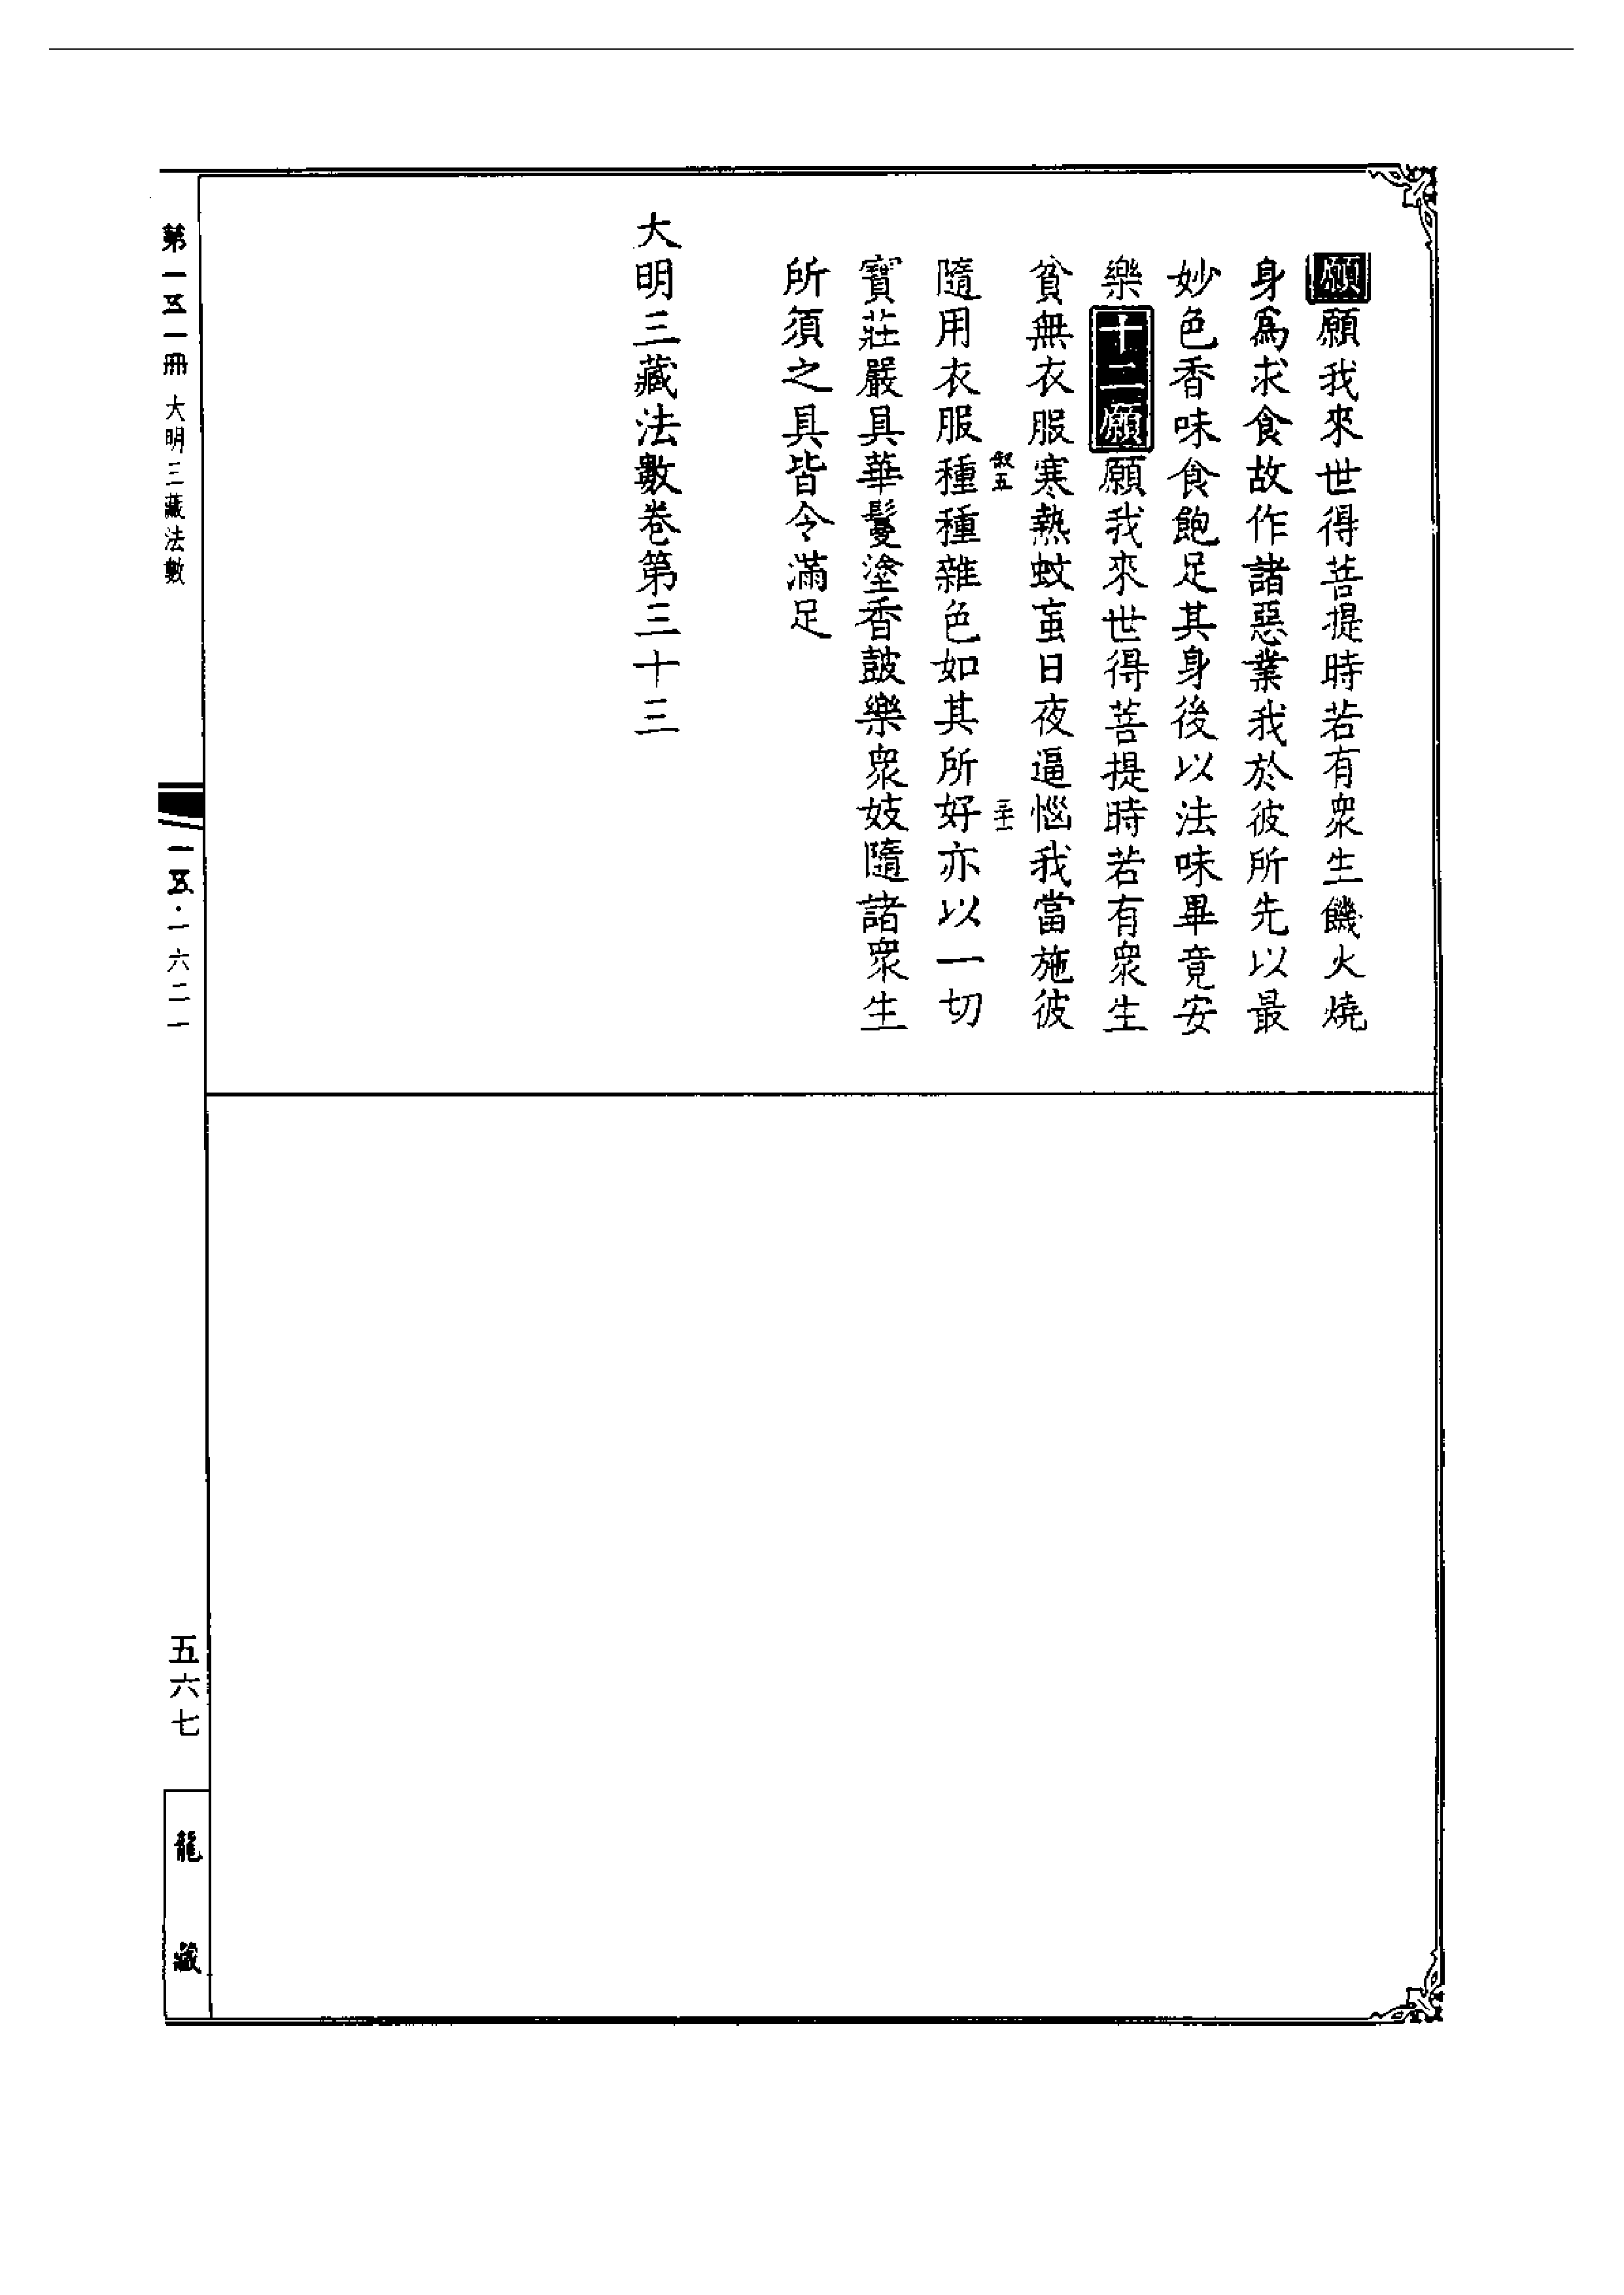 願願我來世得菩提時若有衆生饑火燒
身爲求食故作諸惡業我於彼所先以最
妙色香味食飽足其身後以法味畢竟安
樂十二願願我來世得菩提時若有衆生
貧無衣服寒熱蚊䖟日夜逼惱我當施彼
叙五 三十一
隨用衣服種種雜色如其所好亦以一切
寶莊嚴具華鬘塗香皷樂衆妓隨諸衆生
所須之具皆令滿足
大明三藏法數卷第三十三
第一五一冊 大明三藏法數
一五・一六二一
五六七
龍藏